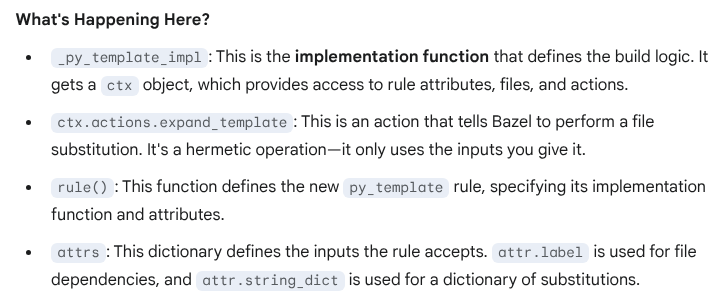 What's Happening Here?
• _py_template_impl: This is the implementation function that defines the build logic. It
gets a ctx object, which provides access to rule attributes, files, and actions.
• ctx.actions.expand_template: This is an action that tells Bazel to perform a file
substitution. It's a hermetic operation—it only uses the inputs you give it.
• rule(): This function defines the new py_template rule, specifying its implementation
function and attributes.
• attrs: This dictionary defines the inputs the rule accepts. attr.label is used for file
dependencies, and attr.string_dict is used for a dictionary of substitutions.